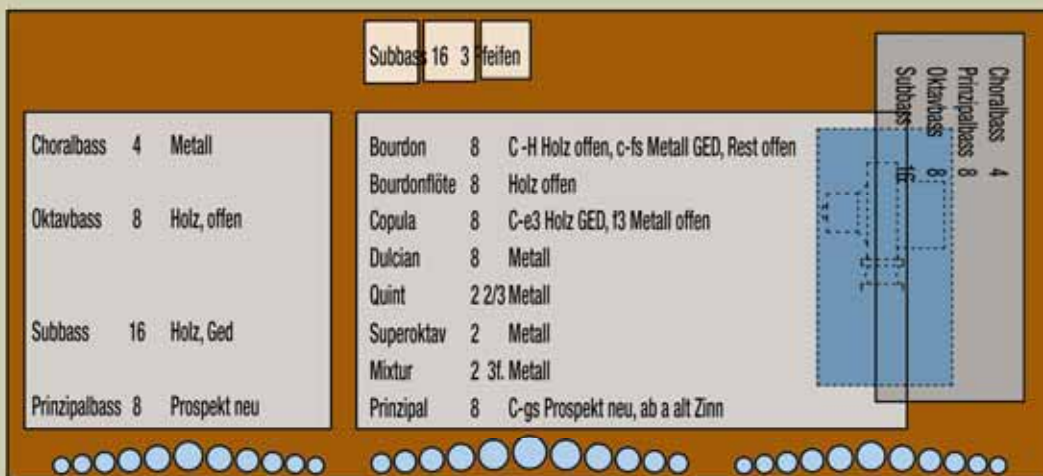 Subbass 16 3 Pfeifen
Choralbass 4 Metall
Oktavbass 8 Holz, offen
Subbass 16 Holz, Ged
Prinzipalbass 8 Prospekt neu
Bourdon 8 C -H Holz offen, c-fs Metall GED, Rest offen
Bourdonflöte 8 Holz offen
Copula 8 C-e3 Holz GED, f3 Metall offen
Dulcian 8 Metall
Quint 2 2/3 Metall
Superoktav 2 Metall
Mixtur 2 3f. Metall
Prinzipal 8 C-gs Prospekt neu, ab a alt Zinn
Choralbass 4
Prinzipalbass 8
Oktavbass 8
Subbass 16